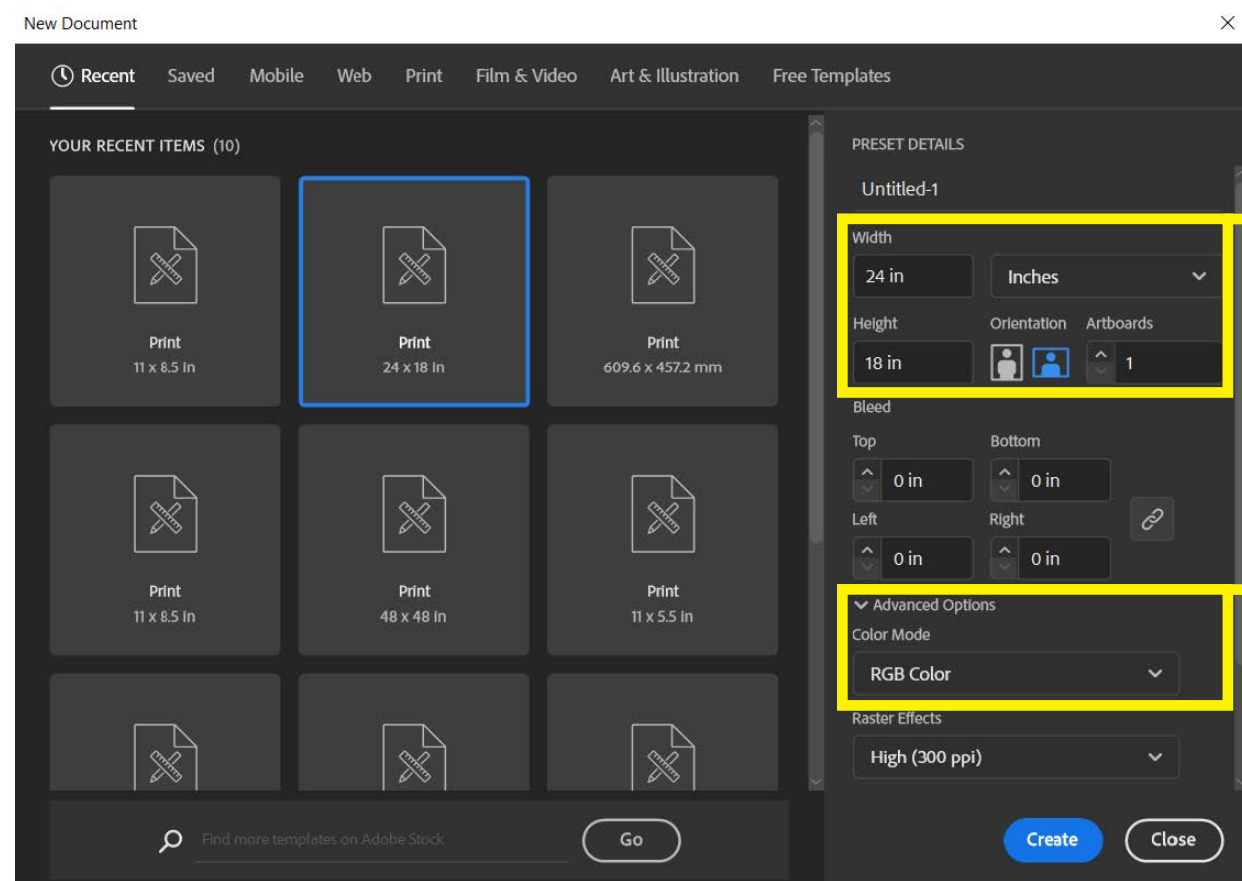 New Document
Recent Saved Mobile Web Print Film & Video Art & Illustration Free Templates
YOUR RECENT ITEMS (10)
Print
11 x 8.5 in
Print
24 x 18 in
Print
609.6 x 457.2 mm
Print
11 x 8.5 in
Print
48 x 48 in
Print
11 x 5.5 in
Find more templates on Adobe Stock
Go
PRESET DETAILS
Untitled-1
Width
24 in Inches
Height Orientation Artboards
18 in 1
Bleed
Top Bottom
0 in 0 in
Left Right
0 in 0 in
Advanced Options
Color Mode
RGB Color
Raster Effects
High (300 ppi)
Create Close